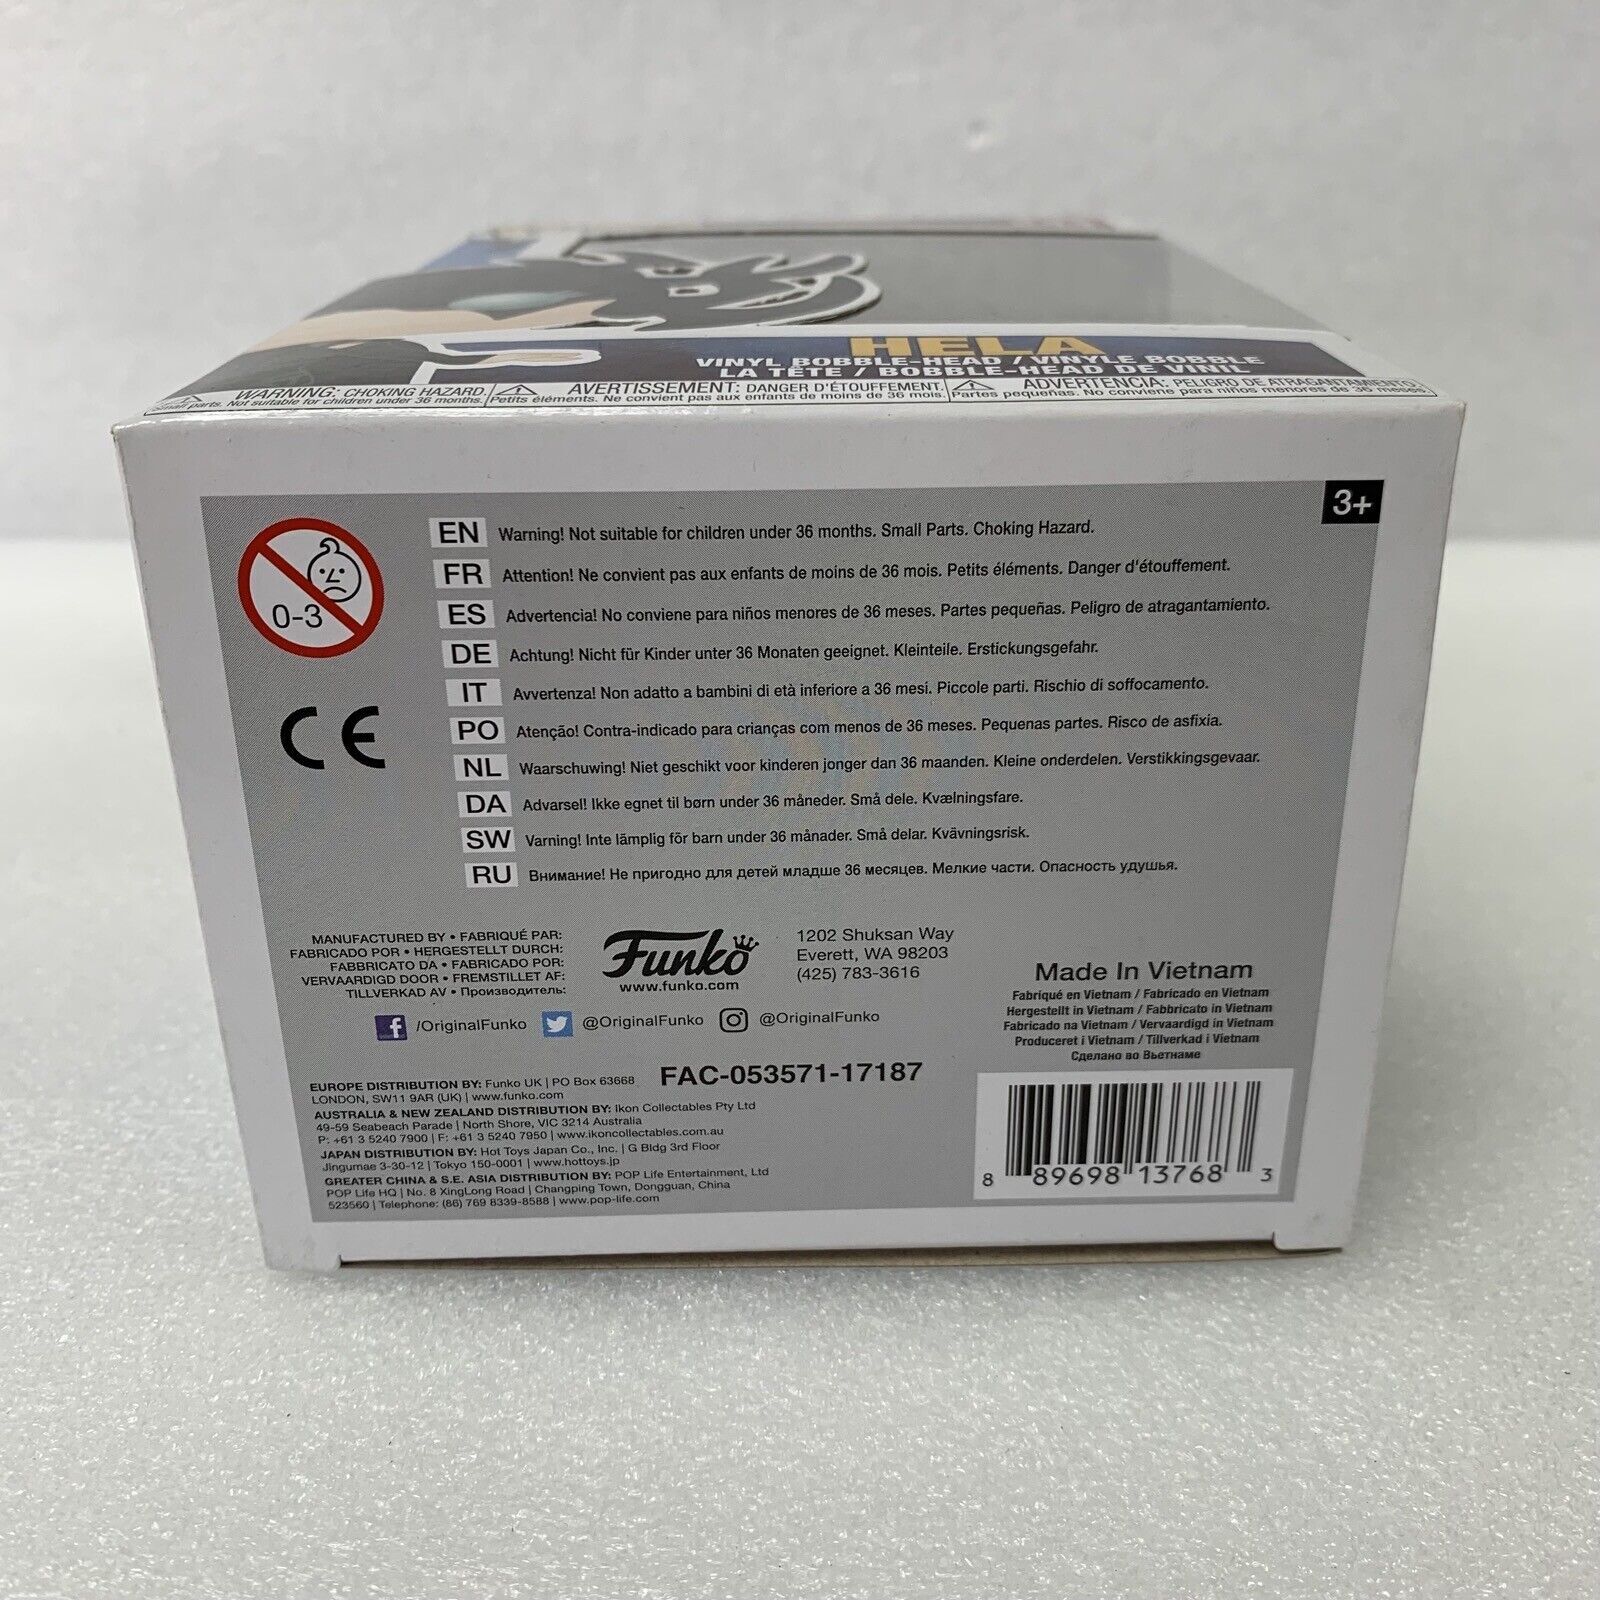 HELA
VINYL BOBBLE-HEAD / VINYLE BOBBLE
LA TÊTE / BOBBLE-HEAD DE VINIL
WARNING: CHOKING HAZARD.
Small parts. Not suitable for children under 36 months.
AVERTISSEMENT: DANGER D'ÉTOUFFEMENT.
Petits éléments. Ne convient pas aux enfants de moins de 36 mois.
ADVERTENCIA: PELIGRO DE ATRAGANTAMIENTO.
Partes pequeñas. No conviene para niños menores de 36 meses.
3+
0-3
EN Warning! Not suitable for children under 36 months. Small Parts. Choking Hazard.
FR Attention! Ne convient pas aux enfants de moins de 36 mois. Petits éléments. Danger d'étouffement.
ES Advertencia! No conviene para niños menores de 36 meses. Partes pequeñas. Peligro de atragantamiento.
DE Achtung! Nicht für Kinder unter 36 Monaten geeignet. Kleinteile. Erstickungsgefahr.
IT Avvertenza! Non adatto a bambini di età inferiore a 36 mesi. Piccole parti. Rischio di soffocamento.
PO Atenção! Contra-indicado para crianças com menos de 36 meses. Pequenas partes. Risco de asfixia.
NL Waarschuwing! Niet geschikt voor kinderen jonger dan 36 maanden. Kleine onderdelen. Verstikkingsgevaar.
DA Advarsel! Ikke egnet til børn under 36 måneder. Små dele. Kvælningsfare.
SW Varning! Inte lämplig för barn under 36 månader. Små delar. Kvävningsrisk.
RU Внимание! Не пригодно для детей младше 36 месяцев. Мелкие части. Опасность удушья.
CE
MANUFACTURED BY • FABRIQUÉ PAR:
FABRICADO POR • HERGESTELLT DURCH:
FABBRICATO DA • FABRICADO POR:
VERVAARDIGD DOOR • FREMSTILLET AF:
TILLVERKAD AV • Производитель:
Funko
www.funko.com
1202 Shuksan Way
Everett, WA 98203
(425) 783-3616
f /OriginalFunko @OriginalFunko @OriginalFunko
Made In Vietnam
Fabriqué en Vietnam / Fabricado en Vietnam
Hergestellt in Vietnam / Fabbricato in Vietnam
Fabricado na Vietnam / Vervaardigd in Vietnam
Produceret i Vietnam / Tillverkad i Vietnam
Сделано во Вьетнаме
FAC-053571-17187
EUROPE DISTRIBUTION BY: Funko UK | PO Box 63668
LONDON, SW11 9AR (UK) | www.funko.com
AUSTRALIA & NEW ZEALAND DISTRIBUTION BY: Ikon Collectables Pty Ltd
49-59 Seabeach Parade | North Shore, VIC 3214 Australia
P: +61 3 5240 7900 | F: +61 3 5240 7950 | www.ikoncollectables.com.au
JAPAN DISTRIBUTION BY: Hot Toys Japan Co., Inc. | G Bldg 3rd Floor
Jingumae 3-30-12 | Tokyo 150-0001 | www.hottoys.jp
GREATER CHINA & S.E. ASIA DISTRIBUTION BY: POP Life Entertainment, Ltd
POP Life HQ | No. 8 XingLong Road | Changping Town, Dongguan, China
523560 | Telephone: (86) 769 8339-8588 | www.pop-life.com
8 89698 13768 3